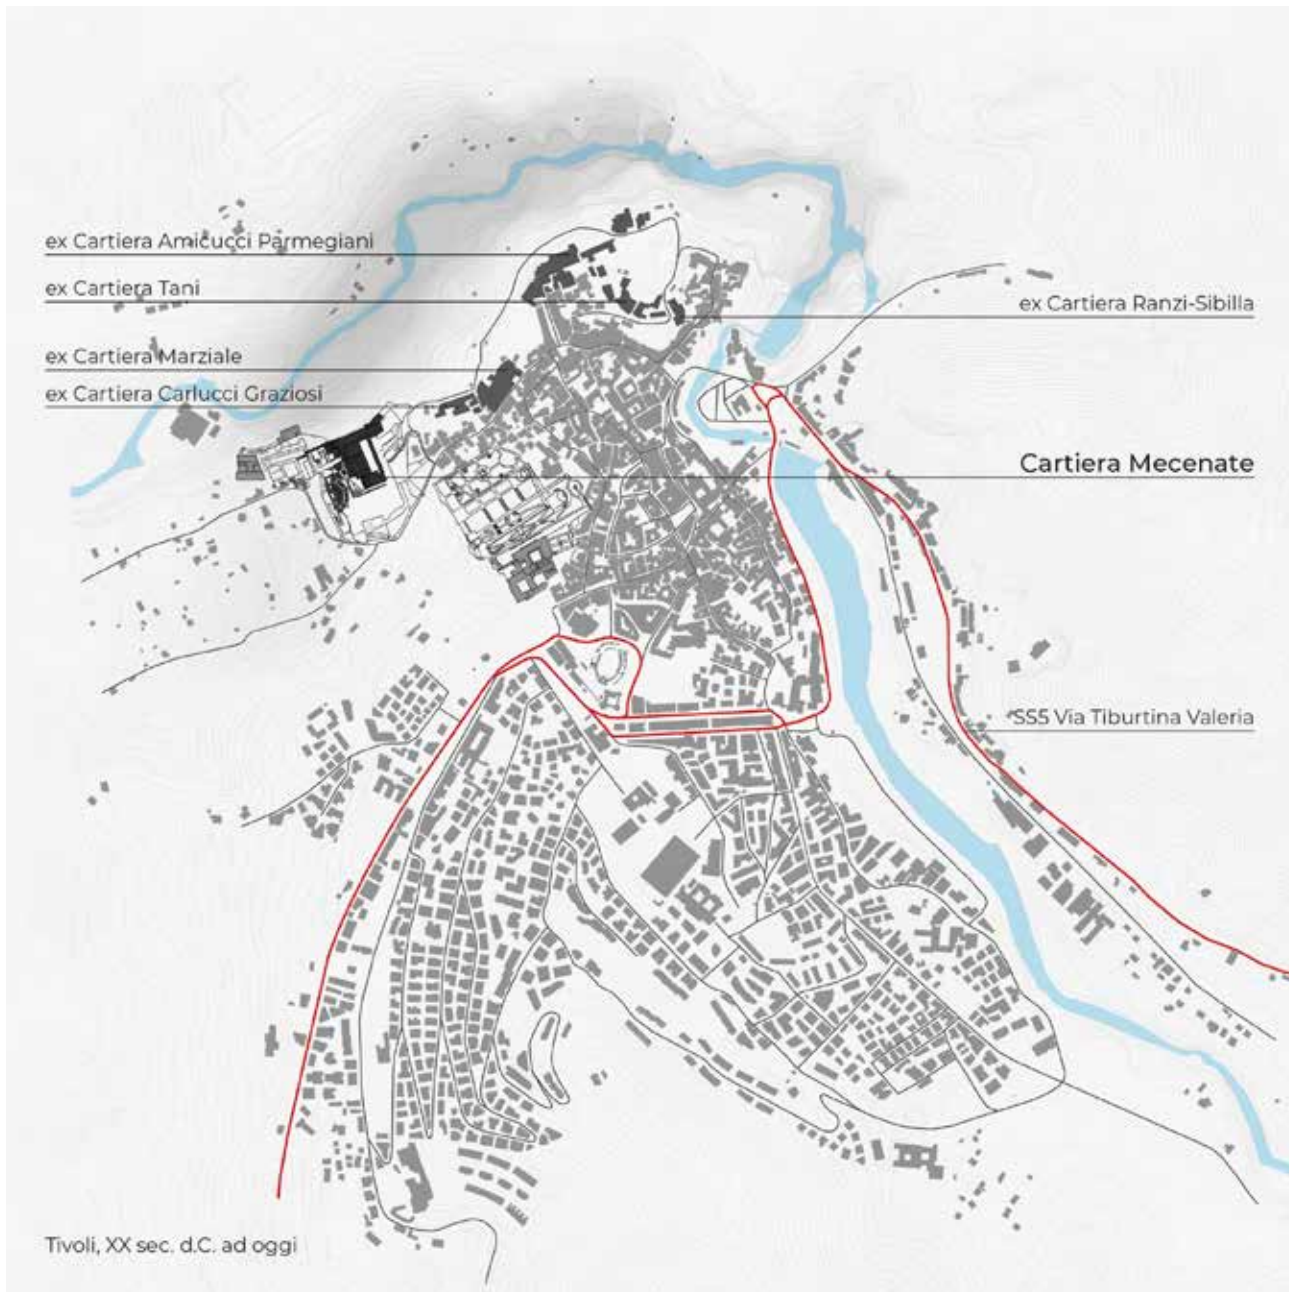 ex Cartiera Amicucci Parmegiani
ex Cartiera Tani
ex Cartiera Ranzi-Sibilla
ex Cartiera Marziale
ex Cartiera Carlucci Graziosi
Cartiera Mecenate
SS5 Via Tiburtina Valeria
Tivoli, XX sec. d.C. ad oggi